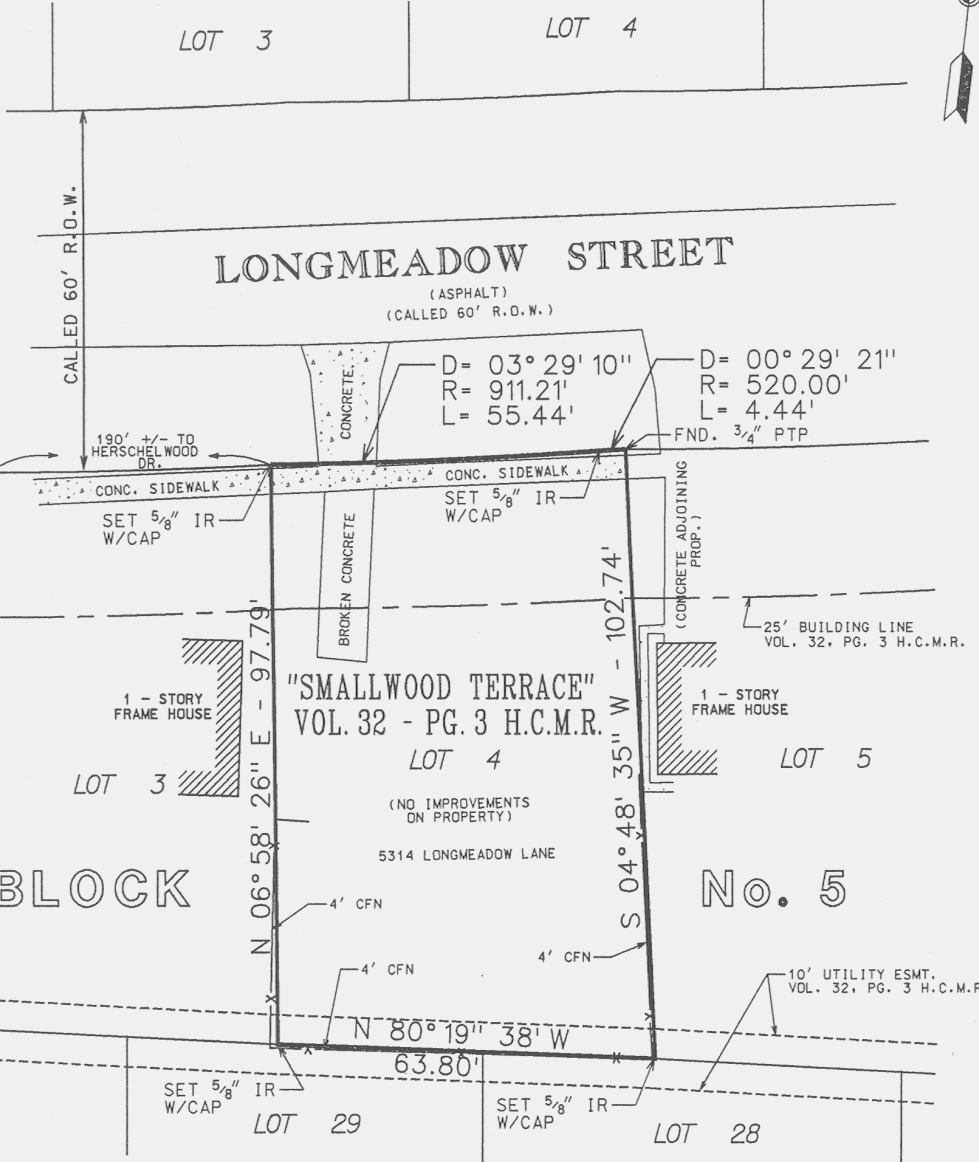 LOT 3
LOT 4
CALLED 60' R.O.W.
LONGMEADOW STREET
(ASPHALT)
(CALLED 60' R.O.W.)
CONCRETE
D= 03° 29' 10"
R= 911.21'
L= 55.44'
D= 00° 29' 21"
R= 520.00'
L= 4.44'
FND. 3/4" PTP
190' +/- TO
HERSCHELWOOD
DR.
CONC. SIDEWALK
CONC. SIDEWALK
SET 5/8" IR
W/CAP
SET 5/8" IR
W/CAP
BROKEN CONCRETE
(CONCRETE ADJOINING
PROP.)
25' BUILDING LINE
VOL. 32, PG. 3 H.C.M.R.
N 06° 58' 26" E - 97.79'
S 04° 48' 35" W - 102.74'
1 - STORY
FRAME HOUSE
"SMALLWOOD TERRACE"
VOL. 32 - PG. 3 H.C.M.R.
1 - STORY
FRAME HOUSE
LOT 3
LOT 4
LOT 5
(NO IMPROVEMENTS
ON PROPERTY)
5314 LONGMEADOW LANE
BLOCK No. 5
4' CFN
4' CFN
4' CFN
10' UTILITY ESMT.
VOL. 32, PG. 3 H.C.M.R
N 80° 19" 38' W
63.80'
SET 5/8" IR
W/CAP
SET 5/8" IR
W/CAP
LOT 29
LOT 28